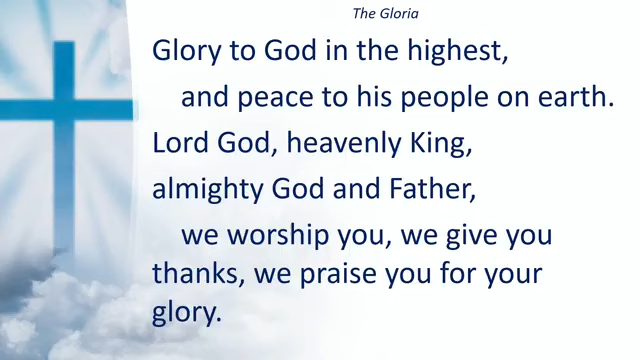 The Gloria
Glory to God in the highest,
and peace to his people on earth.
Lord God, heavenly King,
almighty God and Father,
we worship you, we give you
thanks, we praise you for your
glory.